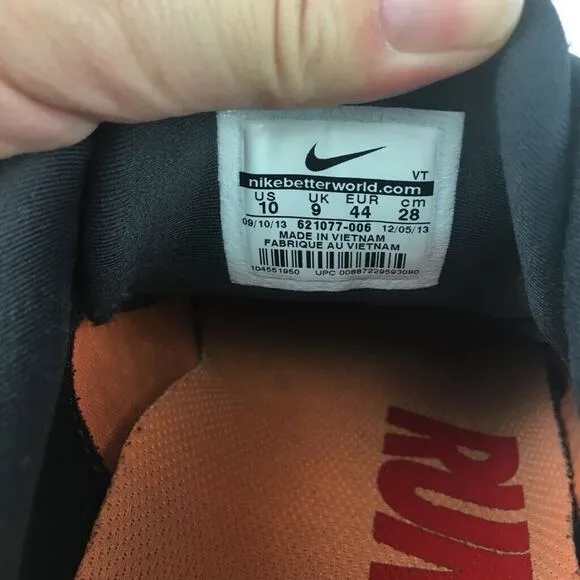 VT
nikebetterworld.com
US UK EUR cm
10 9 44 28
09/10/13 621077-006 12/05/13
MADE IN VIETNAM
FABRIQUE AU VIETNAM
104551950 UPC 00887229593090
RUN